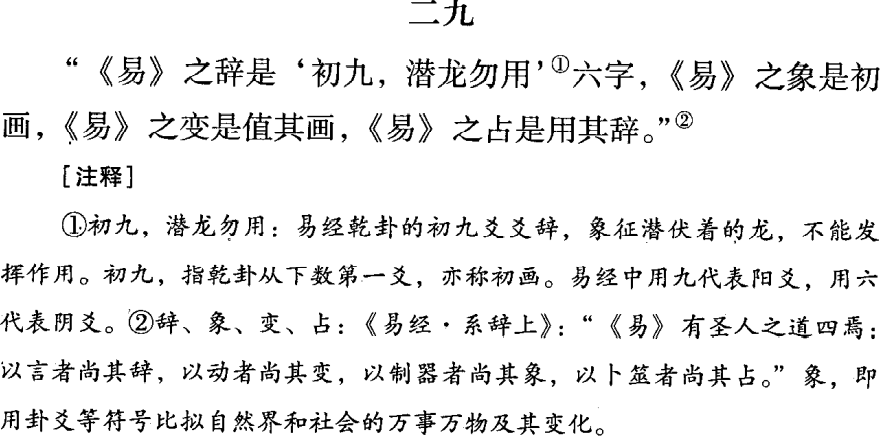 二九
“《易》之辞是‘初九，潜龙勿用’①六字，《易》之象是初
画，《易》之变是值其画，《易》之占是用其辞。”②
[注释]
①初九，潜龙勿用：易经乾卦的初九爻爻辞，象征潜伏着的龙，不能发
挥作用。初九，指乾卦从下数第一爻，亦称初画。易经中用九代表阳爻，用六
代表阴爻。②辞、象、变、占：《易经·系辞上》：“《易》有圣人之道四焉：
以言者尚其辞，以动者尚其变，以制器者尚其象，以卜筮者尚其占。”象，即
用卦爻等符号比拟自然界和社会的万事万物及其变化。